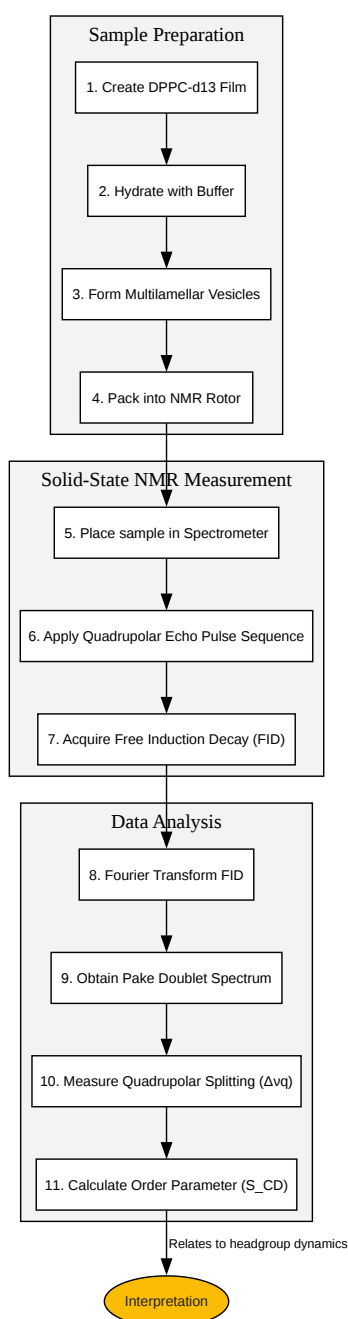 Sample Preparation
1. Create DPPC-d13 Film
2. Hydrate with Buffer
3. Form Multilamellar Vesicles
4. Pack into NMR Rotor
Solid-State NMR Measurement
5. Place sample in Spectrometer
6. Apply Quadrupolar Echo Pulse Sequence
7. Acquire Free Induction Decay (FID)
Data Analysis
8. Fourier Transform FID
9. Obtain Pake Doublet Spectrum
10. Measure Quadrupolar Splitting (Δνq)
11. Calculate Order Parameter (S_CD)
Relates to headgroup dynamics
Interpretation